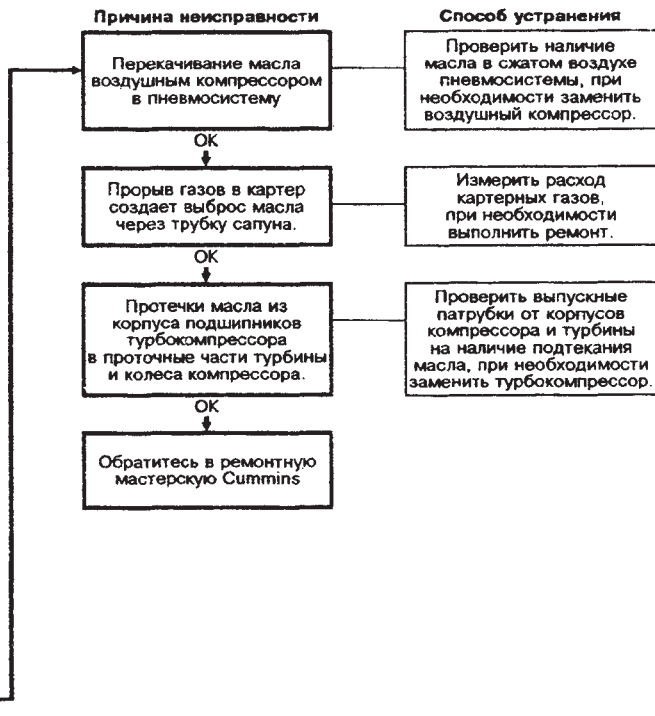 Причина неисправности
Способ устранения
Перекачивание масла
воздушным компрессором
в пневмосистему
Проверить наличие
масла в сжатом воздухе
пневмосистемы, при
необходимости заменить
воздушный компрессор.
ОК
Прорыв газов в картер
создает выброс масла
через трубку сапуна.
Измерить расход
картерных газов,
при необходимости
выполнить ремонт.
ОК
Протечки масла из
корпуса подшипников
турбокомпрессора
в проточные части турбины
и колеса компрессора.
Проверить выпускные
патрубки от корпусов
компрессора и турбины
на наличие подтекания
масла, при необходимости
заменить турбокомпрессор.
ОК
Обратитесь в ремонтную
мастерскую Cummins